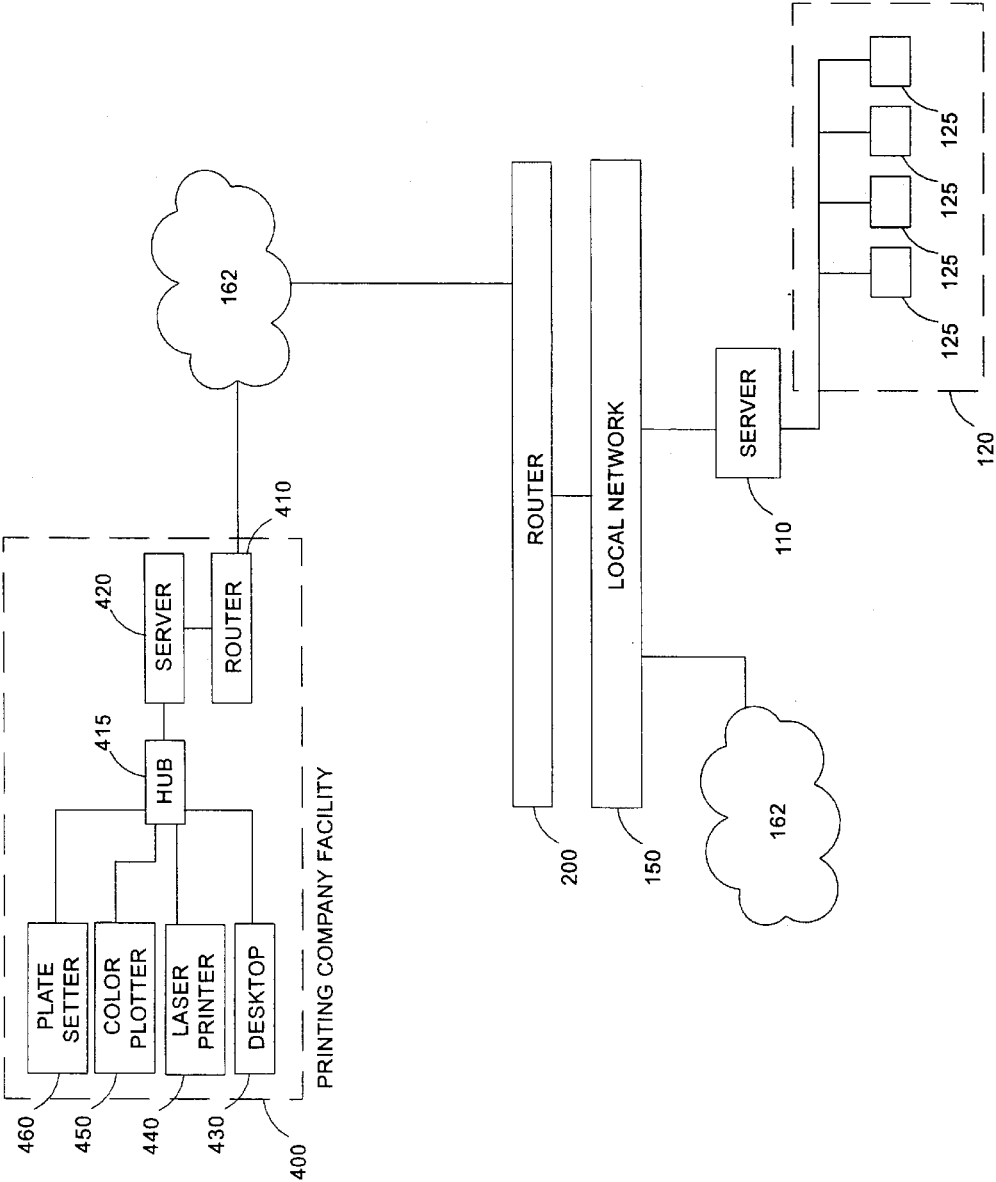 460
PLATE
SETTER
450
COLOR
PLOTTER
440
LASER
PRINTER
430
DESKTOP
400
415
HUB
420
SERVER
ROUTER
410
PRINTING COMPANY FACILITY
162
200
ROUTER
150
LOCAL NETWORK
162
110
SERVER
125
125
125
125
120